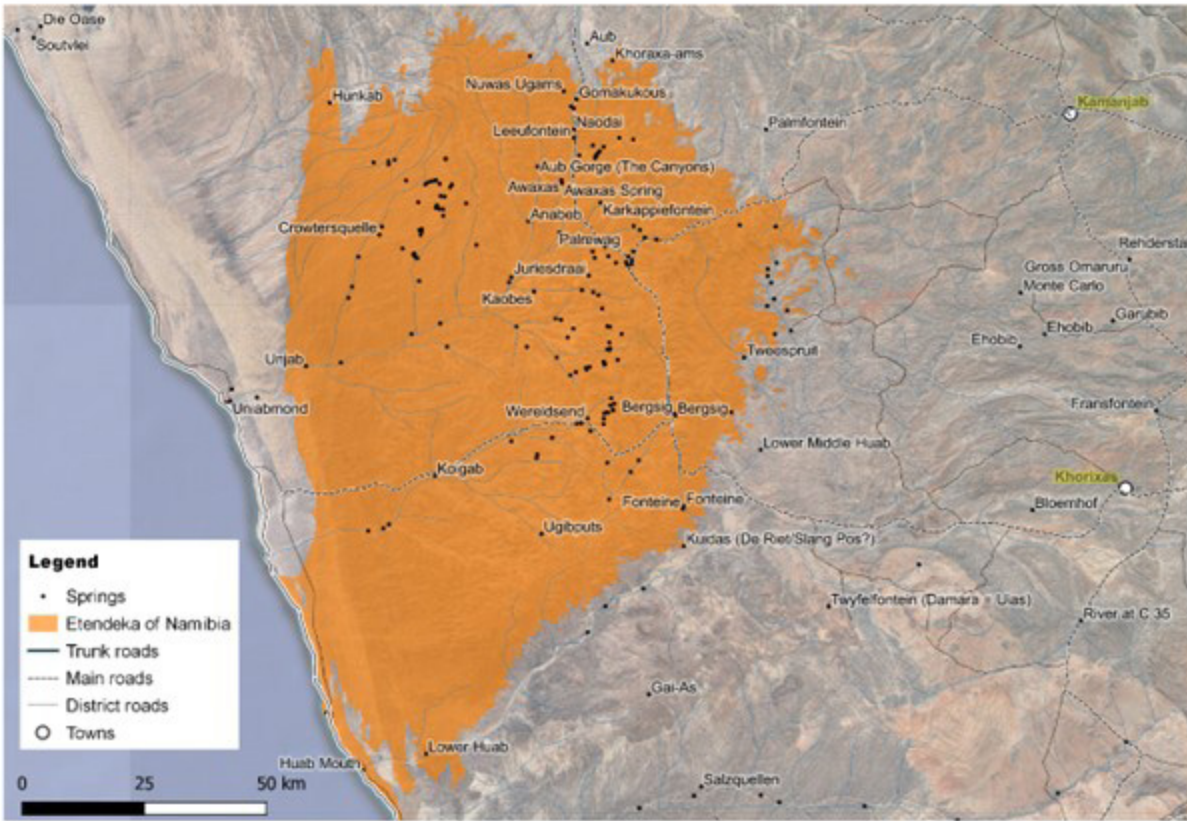 Die Oase
Soutvlei
Aub
Khoraxa-ams
Hunkab
Nuwas Ugams
Gomakukous
Kamanjab
Leeufontein
Naodai
Palmfontein
Aub Gorge (The Canyons)
Awaxas
Awaxas Spring
Anabeb
Karkappiefontein
Crowtersquelle
Palmwag
Rehdersta
Juriesdraai
Gross Omaruru
Monte Carlo
Kaobes
Garubib
Ehobib
Ehobib
Unjab
Tweespruit
Uniabmond
Wereldsend
Bergsig
Bergsig
Fransfontein
Lower Middle Huab
Koigab
Khorixas
Fonteine
Fonteine
Bloemhof
Ugibouts
Kuidas (De Riet/Slang Pos?)
Legend
Springs
Etendeka of Namibia
Trunk roads
Main roads
District roads
Towns
Twyfelfontein (Damara = Uias)
River at C 35
Gai-As
Lower Huab
Huab Mouth
Salzquellen
0 25 50 km